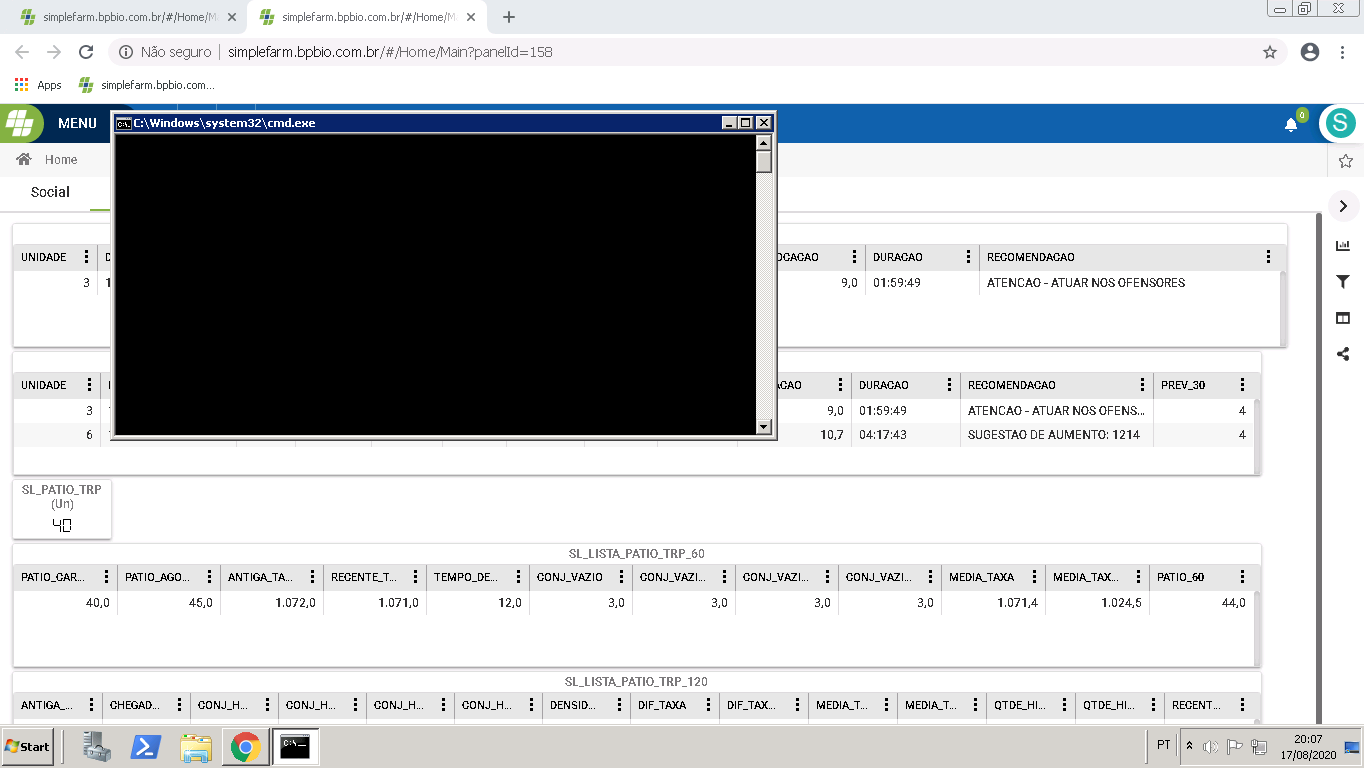 simplefarm.bpbio.com.br/#/Home/M
simplefarm.bpbio.com.br/#/Home/M
Não seguro
simplefarm.bpbio.com.br/#/Home/Main?panelId=158
Apps
simplefarm.bpbio.com...
MENU
C:\Windows\system32\cmd.exe
0
S
Home
Social
UNIDADE
OCACAO DURACAO RECOMENDACAO
3 9,0 01:59:49 ATENCAO - ATUAR NOS OFENSORES
UNIDADE
CAO DURACAO RECOMENDACAO PREV_30
3 9,0 01:59:49 ATENCAO - ATUAR NOS OFENS... 4
6 10,7 04:17:43 SUGESTAO DE AUMENTO: 1214 4
SL_PATIO_TRP
(Un)
40
SL_LISTA_PATIO_TRP_60
PATIO_CAR... PATIO_AGO... ANTIGA_TA... RECENTE_T... TEMPO_DE... CONJ_VAZIO CONJ_VAZI... CONJ_VAZI... CONJ_VAZI... MEDIA_TAXA MEDIA_TAX... PATIO_60
40,0 45,0 1.072,0 1.071,0 12,0 3,0 3,0 3,0 3,0 1.071,4 1.024,5 44,0
SL_LISTA_PATIO_TRP_120
ANTIGA_... CHEGAD... CONJ_H... CONJ_H... CONJ_H... CONJ_H... DENSID... DIF_TAXA DIF_TAX... MEDIA_T... MEDIA_T... QTDE_HI... QTDE_HI... RECENT...
Start
PT
20:07
17/08/2020